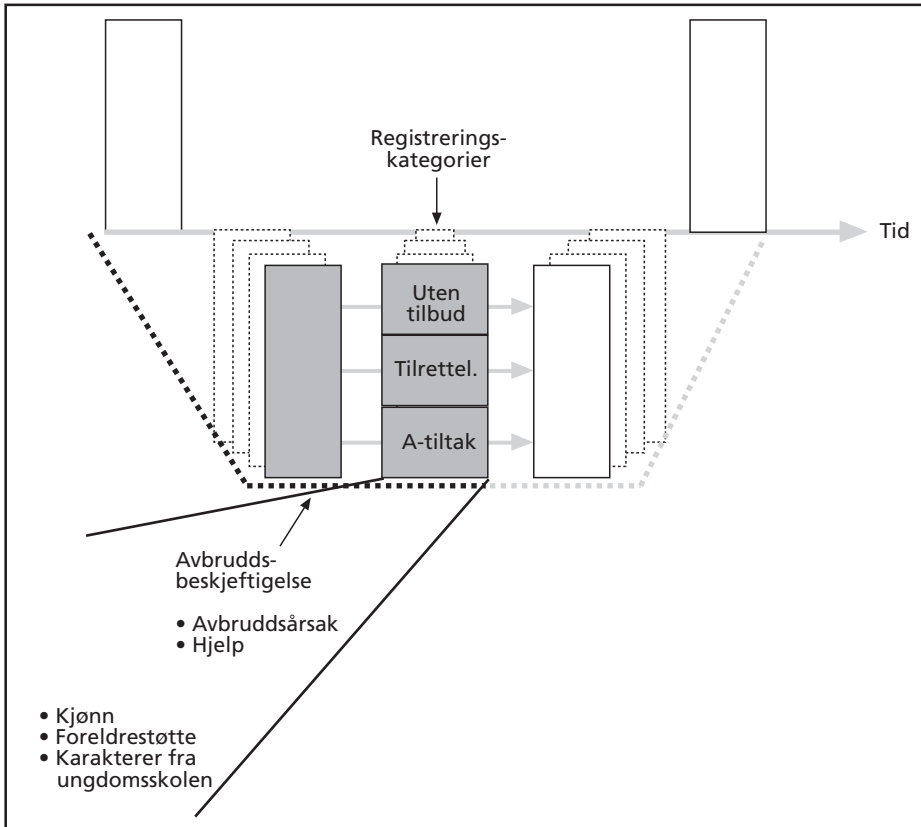 Registrerings-
kategorier
Tid
Uten
tilbud
Tilrettel.
A-tiltak
Avbrudds-
beskjeftigelse
• Avbruddsårsak
• Hjelp
• Kjønn
• Foreldrestøtte
• Karakterer fra
ungdomsskolen